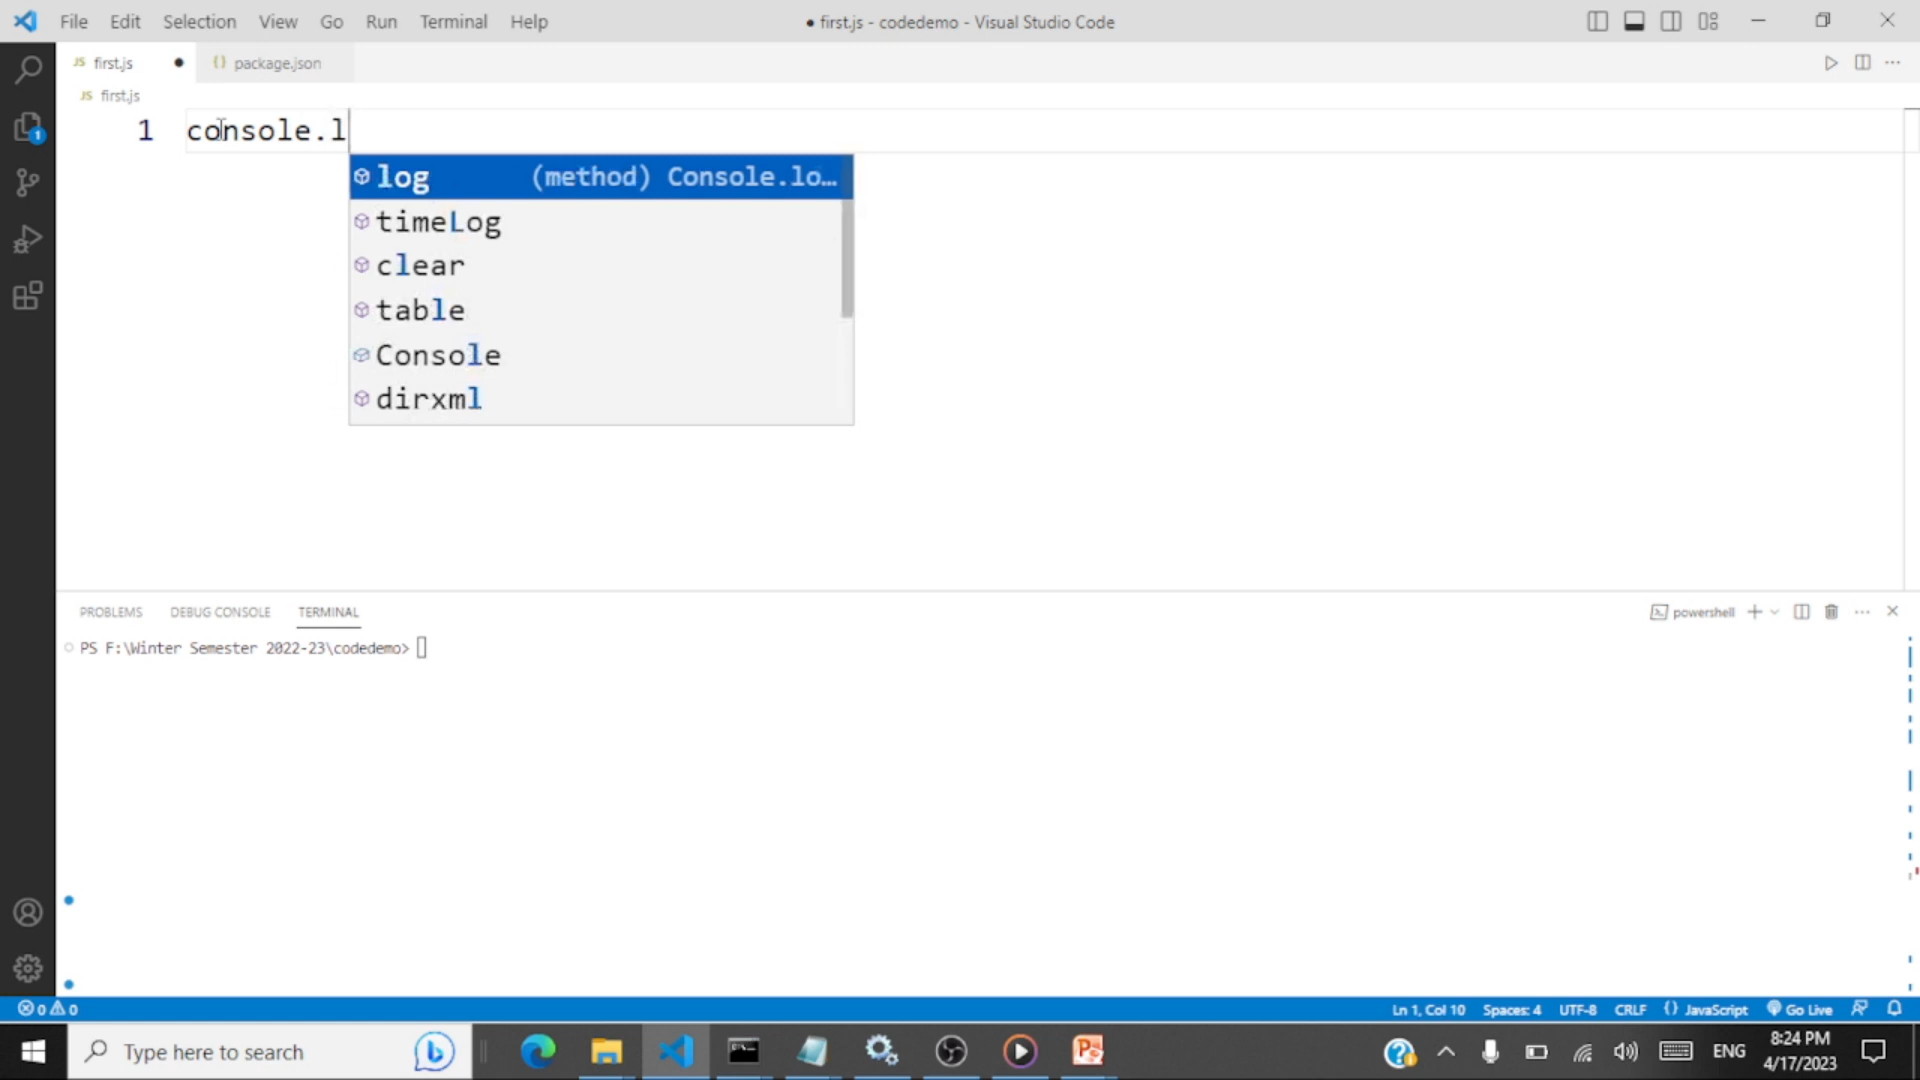 File Edit Selection View Go Run Terminal Help
● first.js - codedemo - Visual Studio Code
JS first.js ●
{} package.json
JS first.js
1 console.l
log (method) Console.lo…
timeLog
clear
table
Console
dirxml
PROBLEMS DEBUG CONSOLE TERMINAL
powershell
PS F:\Winter Semester 2022-23\codedemo>
1
0 0
Ln 1, Col 10 Spaces: 4 UTF-8 CRLF {} JavaScript Go Live
Type here to search
ENG
8:24 PM
4/17/2023